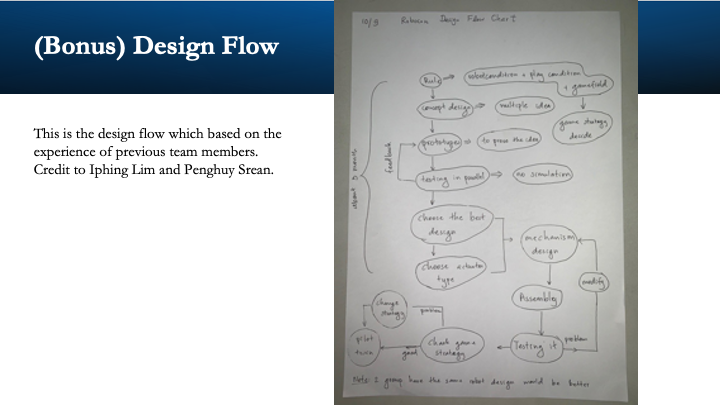 (Bonus) Design Flow
This is the design flow which based on the
experience of previous team members.
Credit to Iphing Lim and Penghuy Srean.
10/9 Robocon Design Flow Chart
Rule
robot condition + play condition
+ gamefield
concept design
multiple idea
game strategy
decide
prototype
to prove the idea
feedback
testing in parallel
no simulation
about 3 month
choose the best
design
mechanism
design
choose actuator
type
modify
Assembly
change
strategy
problem
pilot
train
good
check game
strategy
Testing it
problem
Note: 2 group have the same robot design would be better